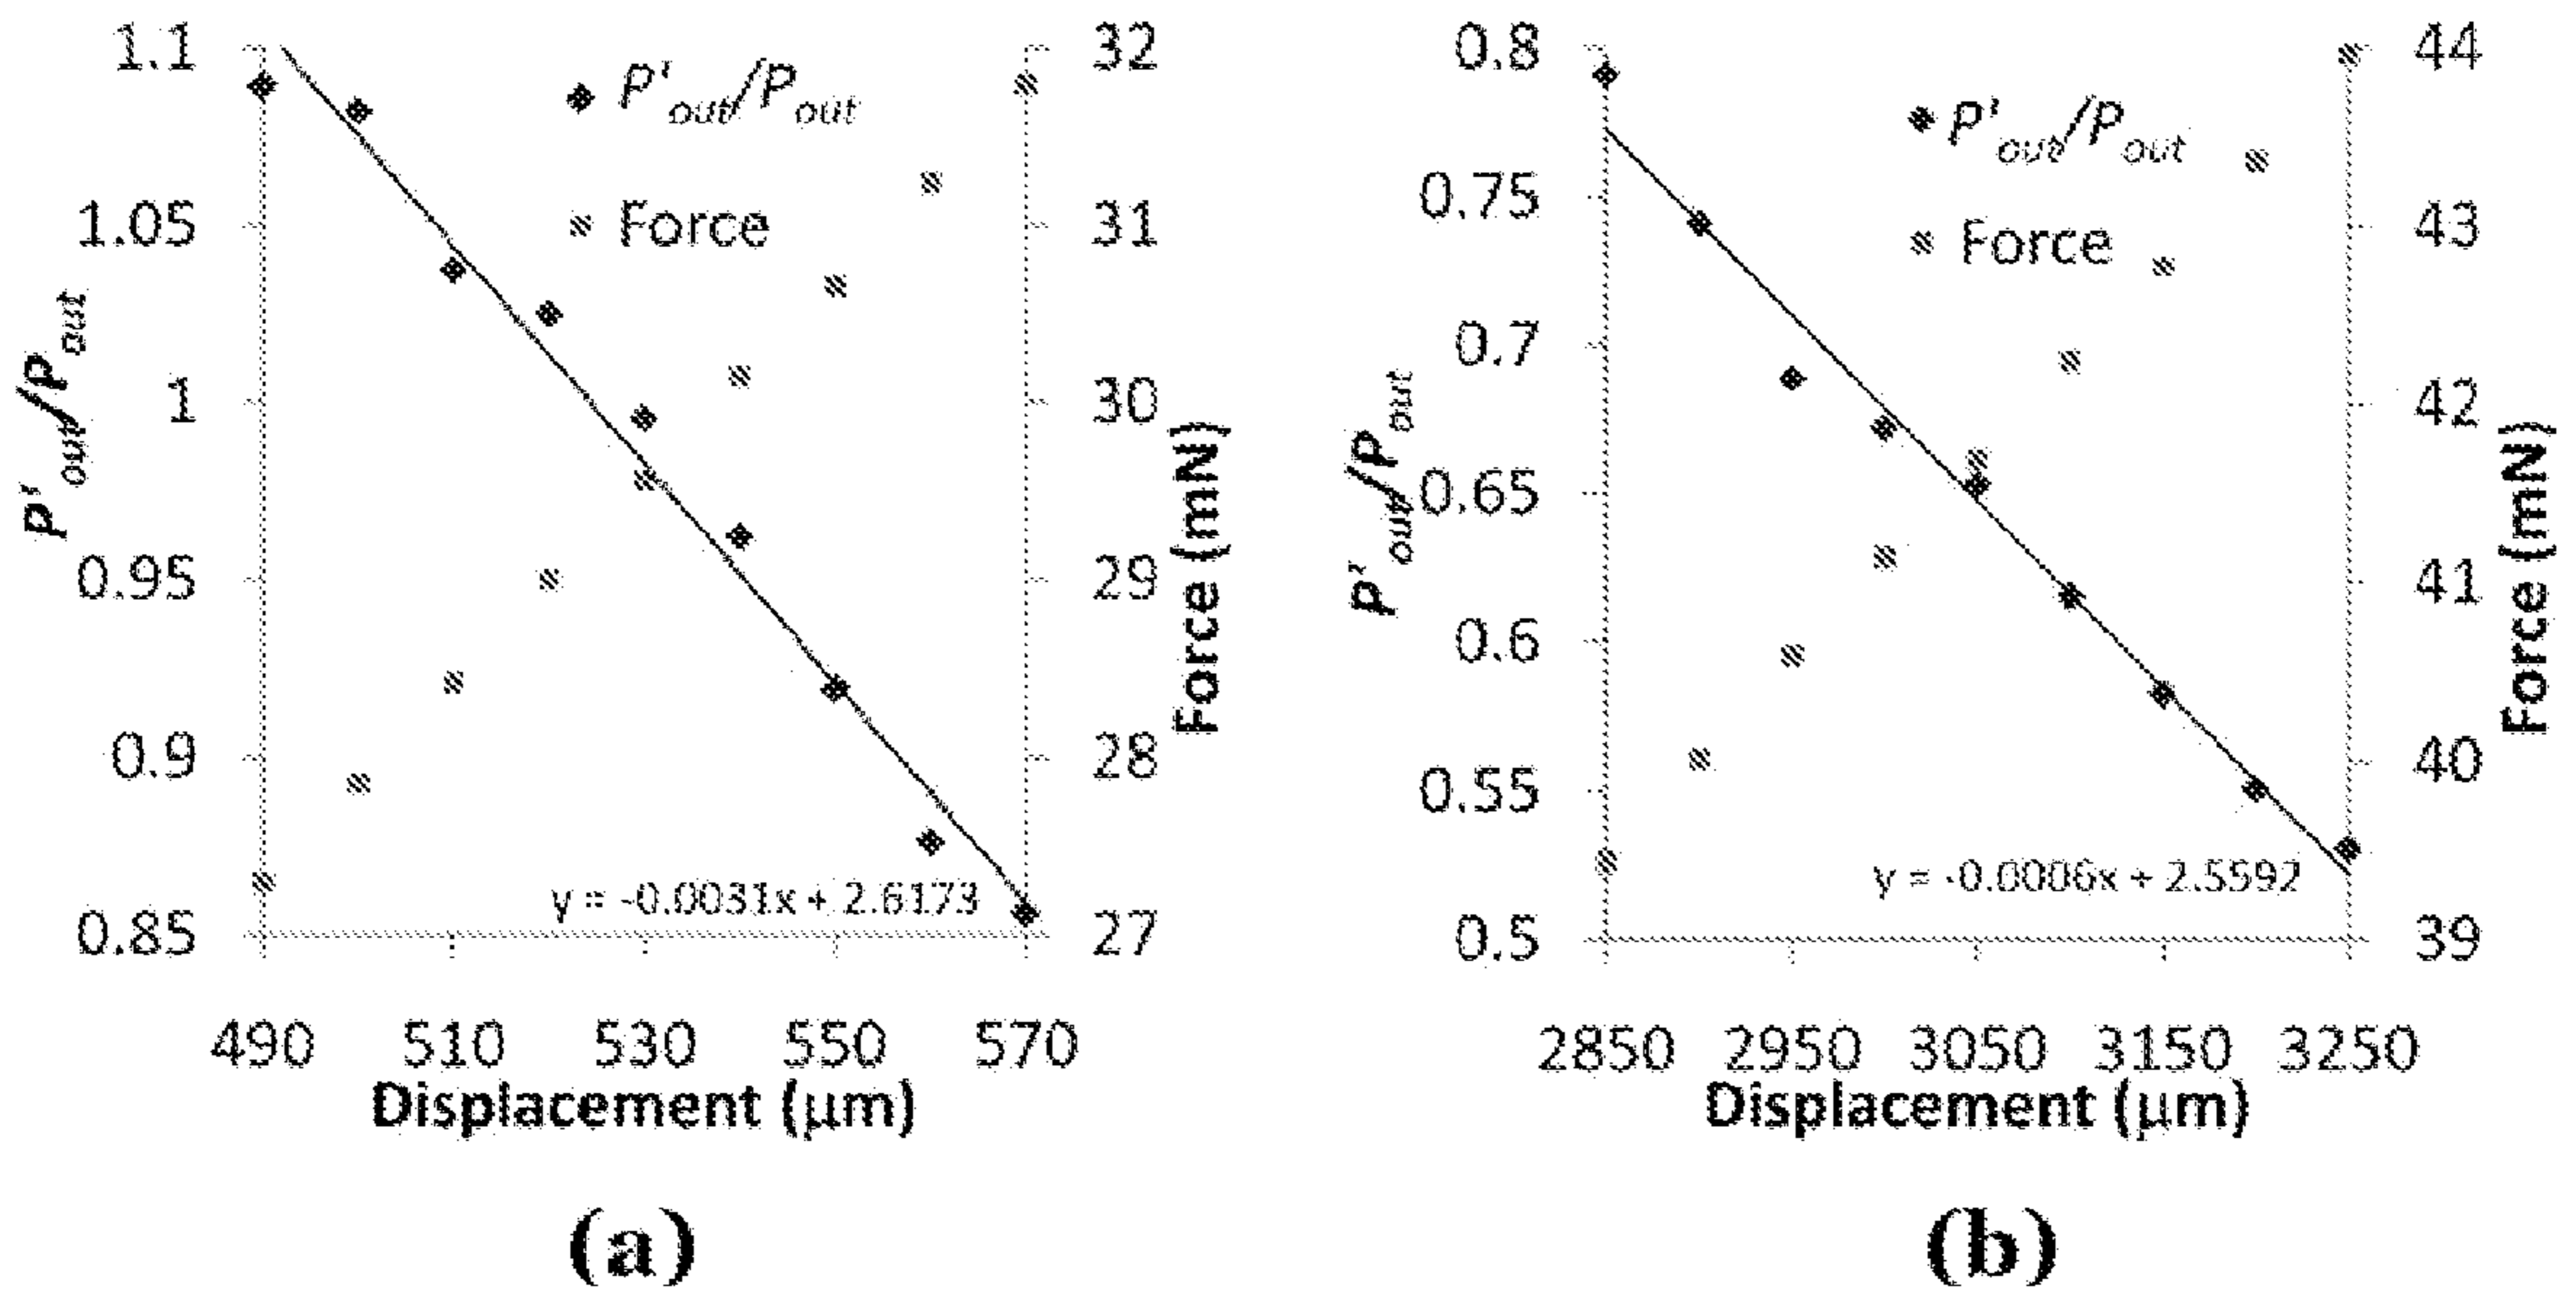 1.1
1.05
1
0.95
0.9
0.85
P'out/Pout
P'out/Pout
Force
y = -0.0031x + 2.6173
32
31
30
29
28
27
Force (mN)
490 510 530 550 570
Displacement (μm)
(a)
0.8
0.75
0.7
0.65
0.6
0.55
0.5
P'out/Pout
P'out/Pout
Force
y = -0.0006x + 2.5592
44
43
42
41
40
39
Force (mN)
2850 2950 3050 3150 3250
Displacement (μm)
(b)